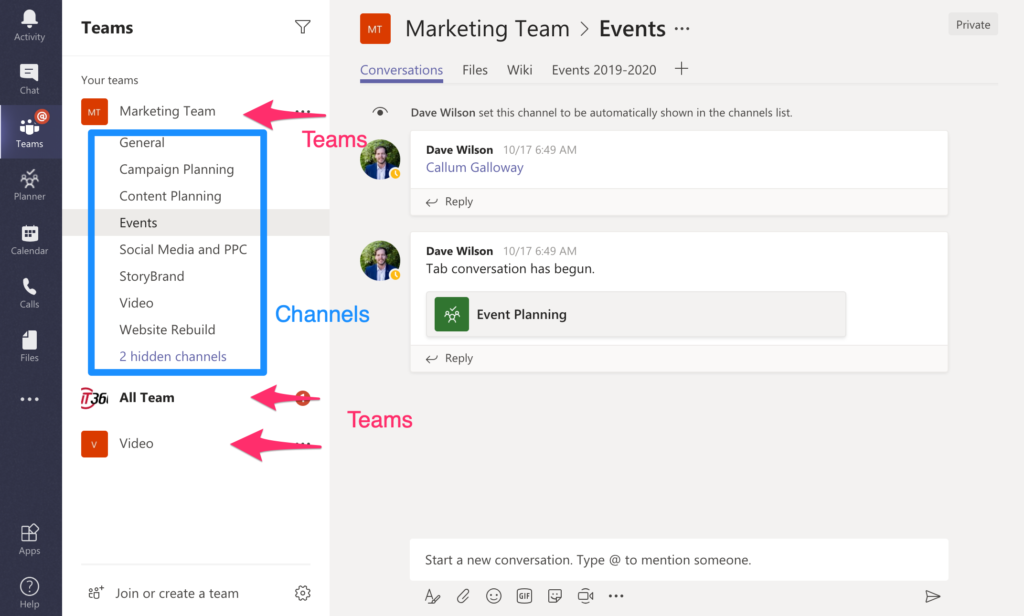 Activity
Chat
Teams
Planner
Calendar
Calls
Files
Apps
Help
Teams
Your teams
MT
Marketing Team
General
Campaign Planning
Content Planning
Events
Social Media and PPC
StoryBrand
Video
Website Rebuild
2 hidden channels
All Team
V
Video
Join or create a team
Teams
Channels
Teams
MT
Marketing Team > Events ...
Private
Conversations Files Wiki Events 2019-2020 +
Dave Wilson set this channel to be automatically shown in the channels list.
Dave Wilson 10/17 6:49 AM
Callum Galloway
Reply
Dave Wilson 10/17 6:49 AM
Tab conversation has begun.
Event Planning
Reply
Start a new conversation. Type @ to mention someone.
GIF